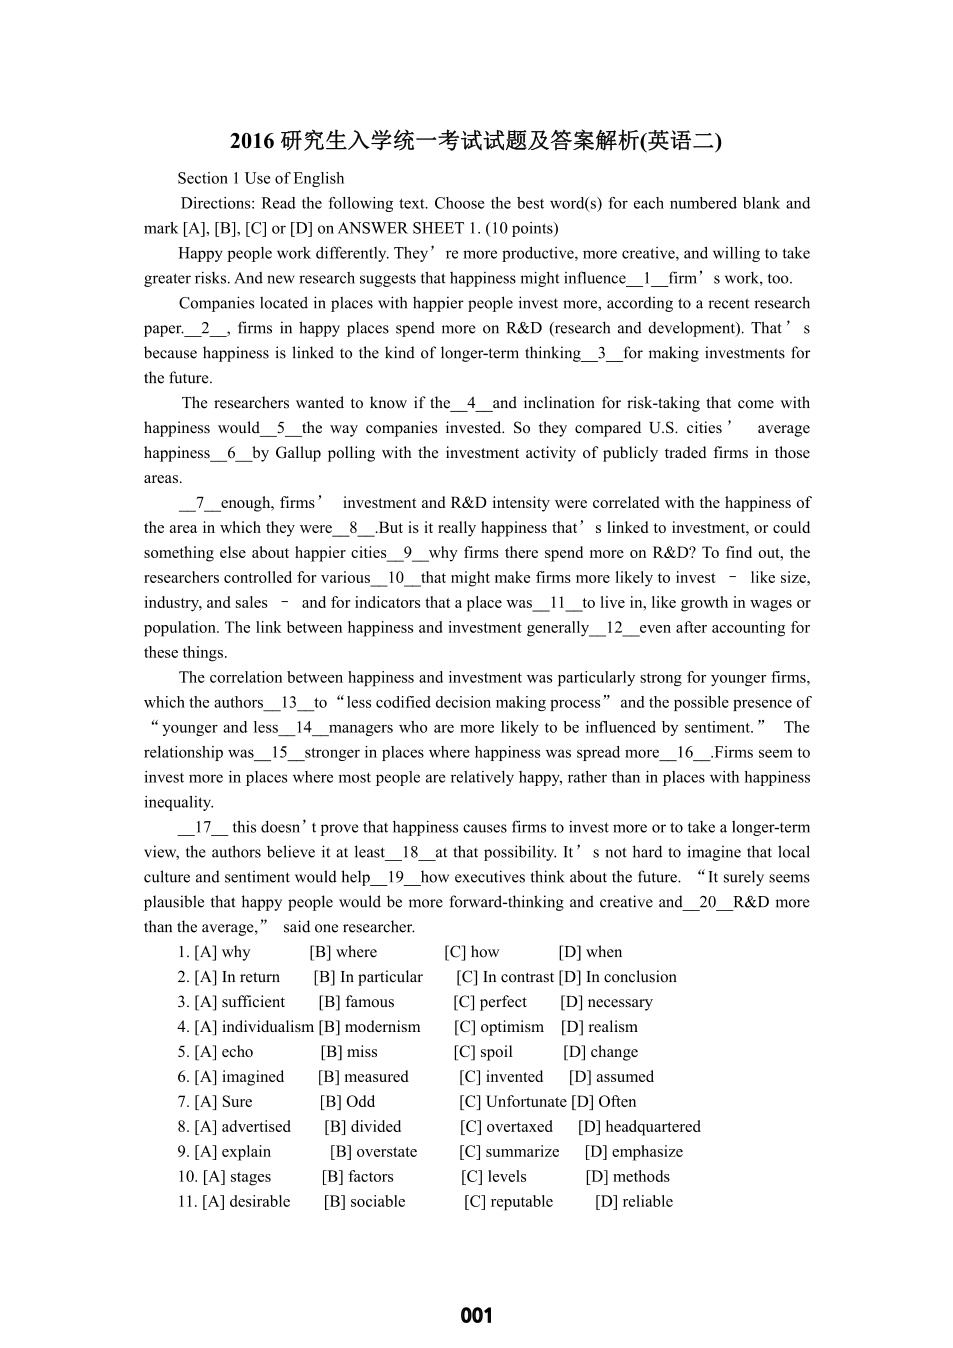 2016 研究生入学统一考试试题及答案解析(英语二)
Section 1 Use of English
Directions: Read the following text. Choose the best word(s) for each numbered blank and
mark [A], [B], [C] or [D] on ANSWER SHEET 1. (10 points)
Happy people work differently. They’re more productive, more creative, and willing to take
greater risks. And new research suggests that happiness might influence__1__firm’s work, too.
Companies located in places with happier people invest more, according to a recent research
paper.__2__, firms in happy places spend more on R&D (research and development). That’s
because happiness is linked to the kind of longer-term thinking__3__for making investments for
the future.
The researchers wanted to know if the__4__and inclination for risk-taking that come with
happiness would__5__the way companies invested. So they compared U.S. cities’ average
happiness__6__by Gallup polling with the investment activity of publicly traded firms in those
areas.
__7__enough, firms’ investment and R&D intensity were correlated with the happiness of
the area in which they were__8__.But is it really happiness that’s linked to investment, or could
something else about happier cities__9__why firms there spend more on R&D? To find out, the
researchers controlled for various__10__that might make firms more likely to invest – like size,
industry, and sales – and for indicators that a place was__11__to live in, like growth in wages or
population. The link between happiness and investment generally__12__even after accounting for
these things.
The correlation between happiness and investment was particularly strong for younger firms,
which the authors__13__to “less codified decision making process” and the possible presence of
“younger and less__14__managers who are more likely to be influenced by sentiment.” The
relationship was__15__stronger in places where happiness was spread more__16__.Firms seem to
invest more in places where most people are relatively happy, rather than in places with happiness
inequality.
__17__ this doesn’t prove that happiness causes firms to invest more or to take a longer-term
view, the authors believe it at least__18__at that possibility. It’s not hard to imagine that local
culture and sentiment would help__19__how executives think about the future. “It surely seems
plausible that happy people would be more forward-thinking and creative and__20__R&D more
than the average,” said one researcher.
1. [A] why [B] where [C] how [D] when
2. [A] In return [B] In particular [C] In contrast [D] In conclusion
3. [A] sufficient [B] famous [C] perfect [D] necessary
4. [A] individualism [B] modernism [C] optimism [D] realism
5. [A] echo [B] miss [C] spoil [D] change
6. [A] imagined [B] measured [C] invented [D] assumed
7. [A] Sure [B] Odd [C] Unfortunate [D] Often
8. [A] advertised [B] divided [C] overtaxed [D] headquartered
9. [A] explain [B] overstate [C] summarize [D] emphasize
10. [A] stages [B] factors [C] levels [D] methods
11. [A] desirable [B] sociable [C] reputable [D] reliable
001